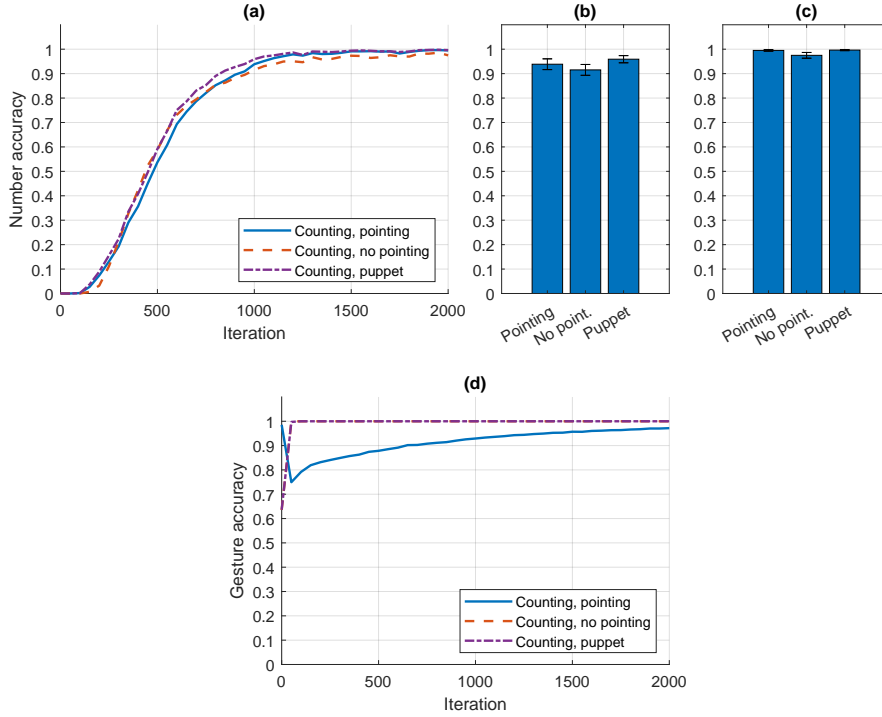 (a)
1
0.9
0.8
0.7
0.6
0.5
0.4
0.3
0.2
0.1
0
Number accuracy
0 500 1000 1500 2000
Iteration
Counting, pointing
Counting, no pointing
Counting, puppet
(b)
1
0.9
0.8
0.7
0.6
0.5
0.4
0.3
0.2
0.1
0
Pointing
No point.
Puppet
(c)
1
0.9
0.8
0.7
0.6
0.5
0.4
0.3
0.2
0.1
0
Pointing
No point.
Puppet
(d)
1
0.9
0.8
0.7
0.6
0.5
0.4
0.3
0.2
0.1
0
Gesture accuracy
0 500 1000 1500 2000
Iteration
Counting, pointing
Counting, no pointing
Counting, puppet